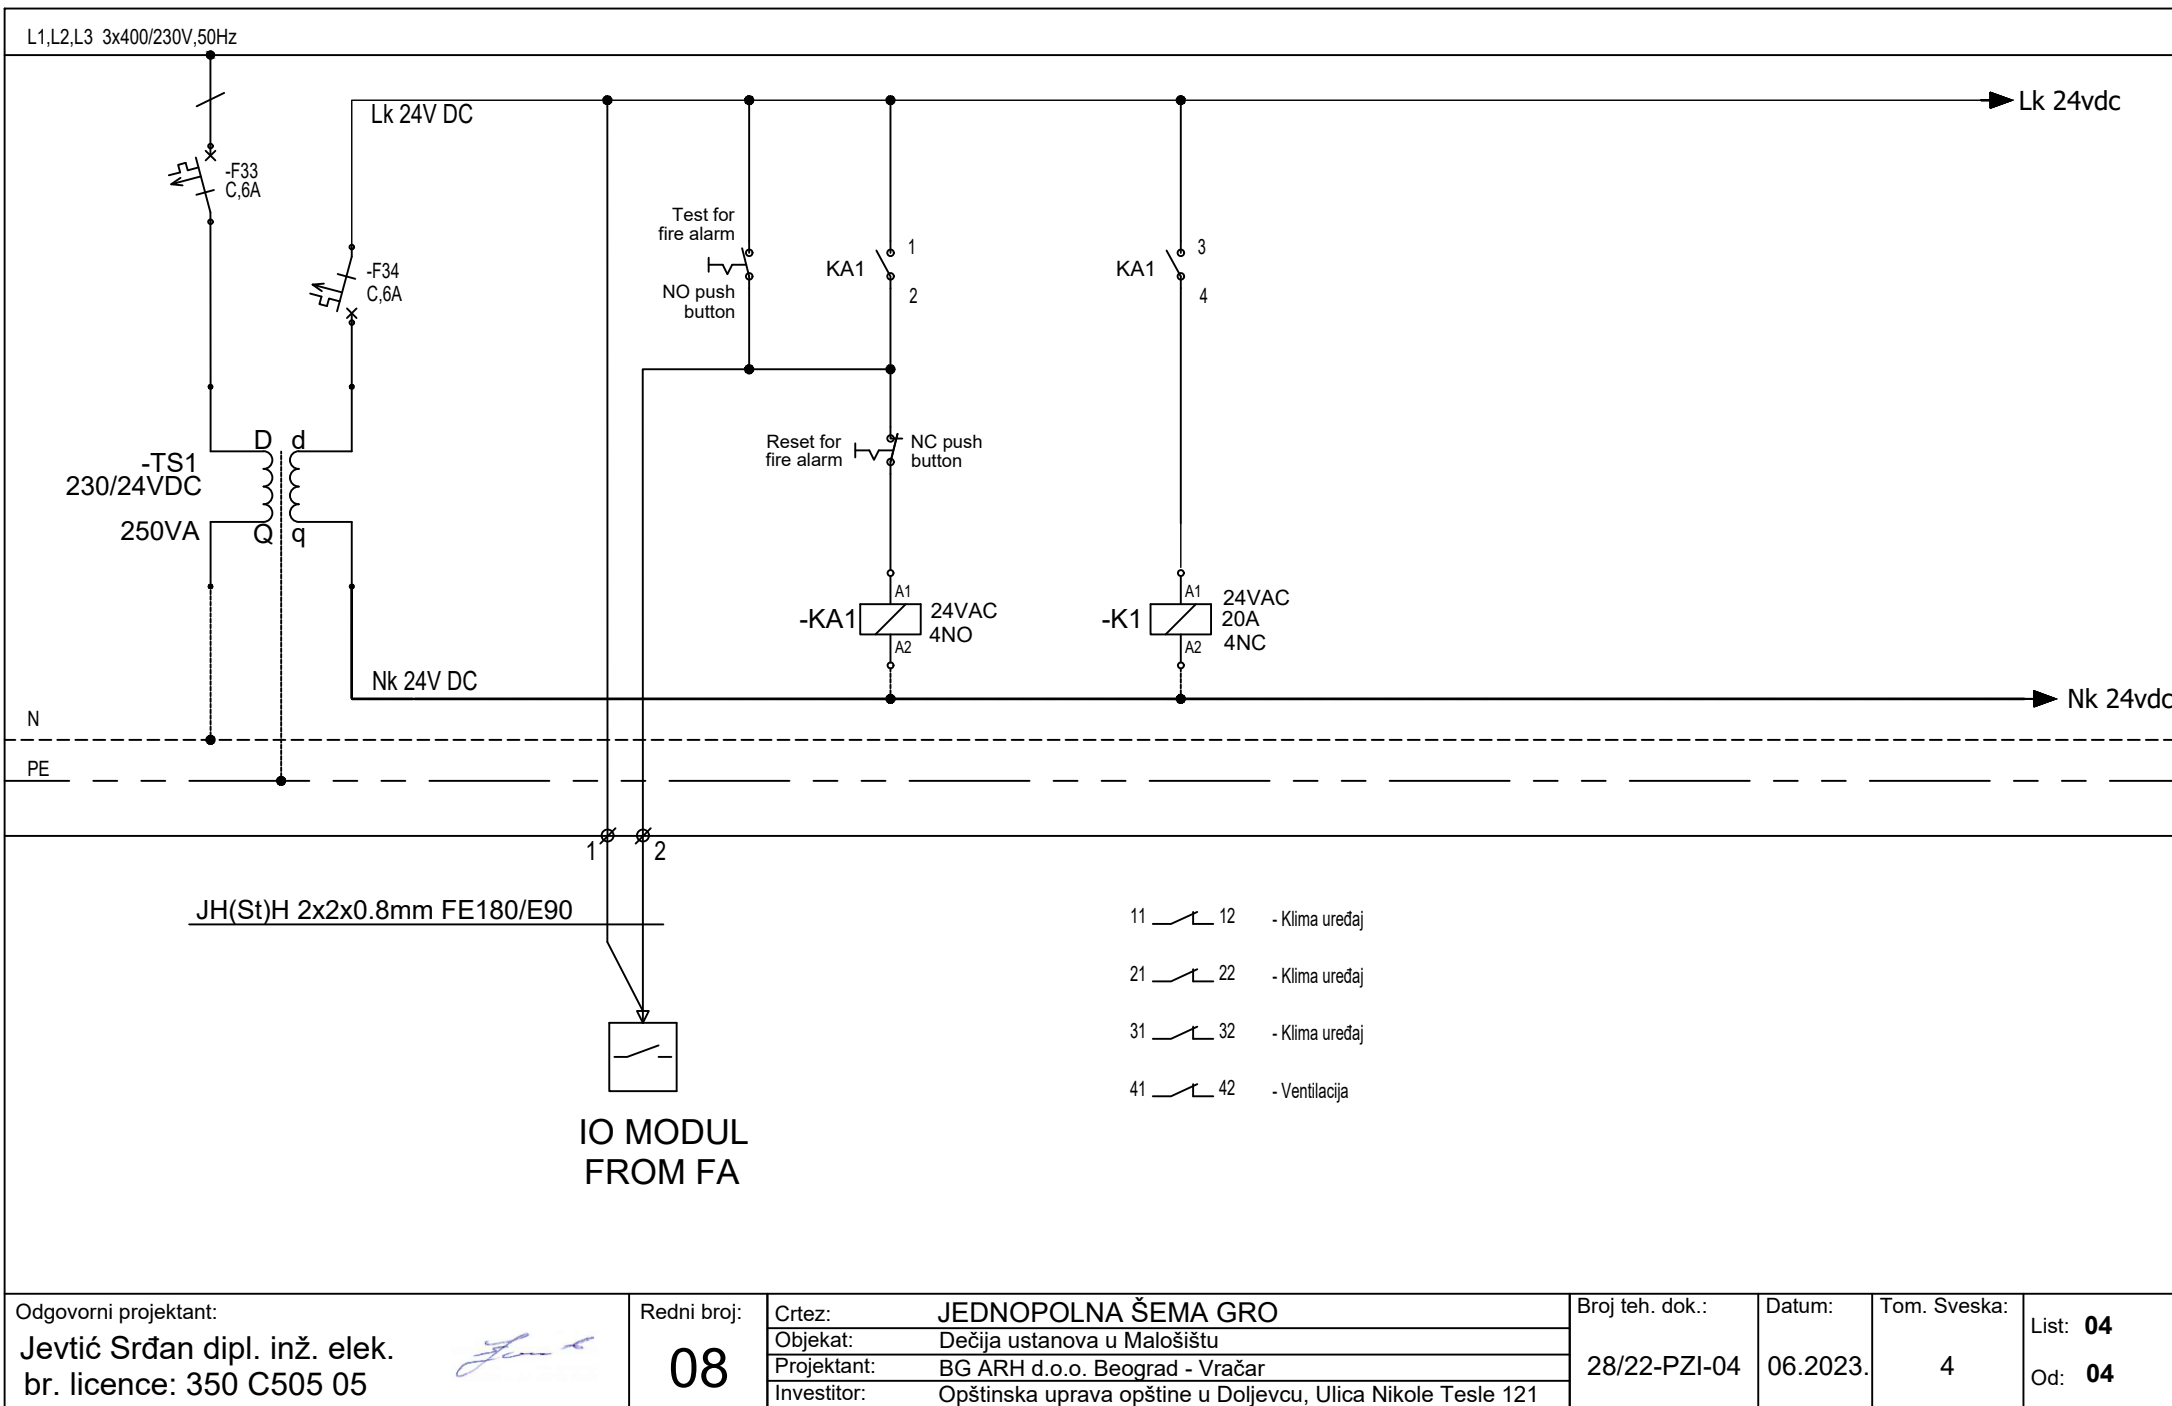 L1,L2,L3 3x400/230V,50Hz
Lk 24V DC
Lk 24vdc
-F33
C,6A
-F34
C,6A
Test for
fire alarm
NO push
button
KA1
1
2
KA1
3
4
Reset for
fire alarm
NC push
button
D d
-TS1
230/24VDC
250VA
Q q
A1
-KA1
24VAC
4NO
A2
A1
-K1
24VAC
20A
4NC
A2
Nk 24V DC
Nk 24vdc
N
PE
1
2
JH(St)H 2x2x0.8mm FE180/E90
11 12 - Klima uređaj
21 22 - Klima uređaj
31 32 - Klima uređaj
41 42 - Ventilacija
IO MODUL
FROM FA
Odgovorni projektant:
Jevtić Srđan dipl. inž. elek.
br. licence: 350 C505 05
Redni broj:
08
Crtez: JEDNOPOLNA ŠEMA GRO
Objekat: Dečija ustanova u Malošištu
Projektant: BG ARH d.o.o. Beograd - Vračar
Investitor: Opštinska uprava opštine u Doljevcu, Ulica Nikole Tesle 121
Broj teh. dok.:
28/22-PZI-04
Datum:
06.2023.
Tom. Sveska:
4
List: 04
Od: 04